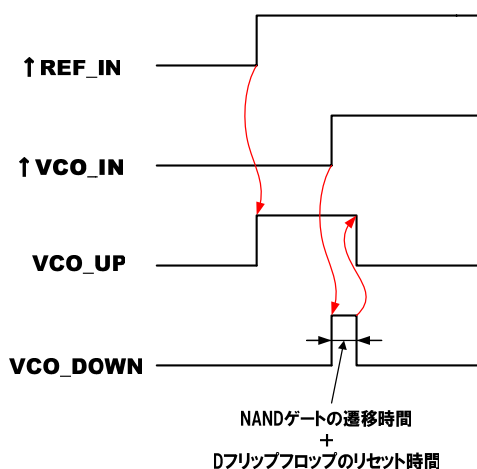 ↑REF_IN
↑VCO_IN
VCO_UP
VCO_DOWN
NANDゲートの遷移時間
+
Dフリップフロップのリセット時間